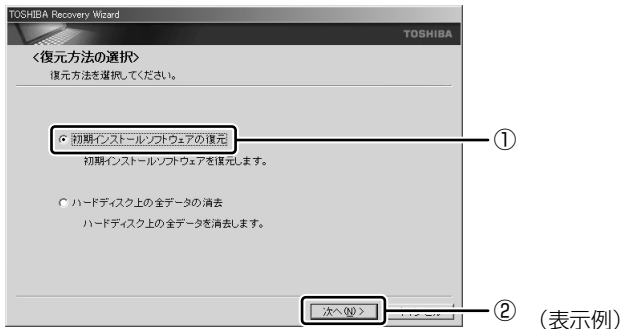 TOSHIBA Recovery Wizard
TOSHIBA
<復元方法の選択>
復元方法を選択してください。
初期インストールソフトウェアの復元
①
初期インストールソフトウェアを復元します。
ハードディスク上の全データの消去
ハードディスク上の全データを消去します。
次へ(N) >
②
(表示例)